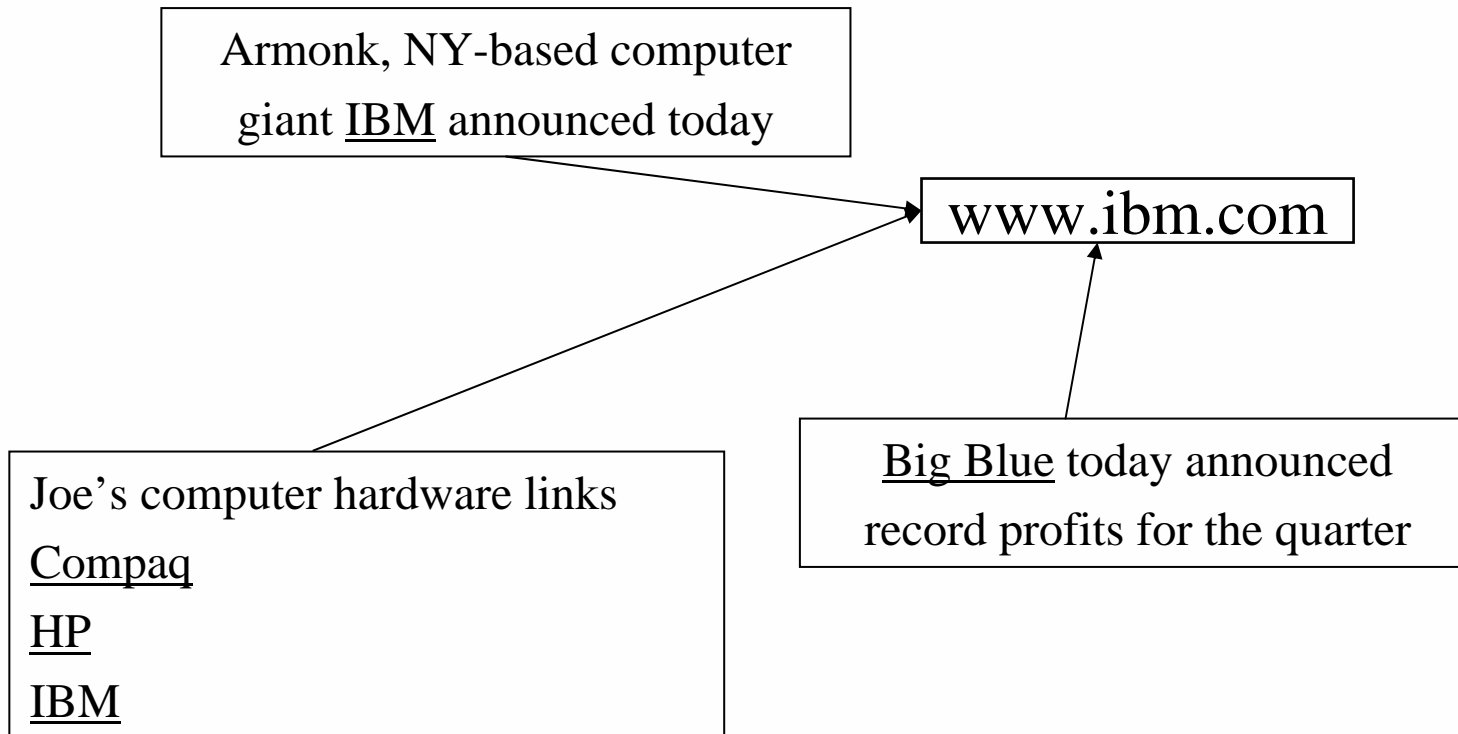 Armonk, NY-based computer
giant IBM announced today
www.ibm.com
Joe’s computer hardware links
Compaq
HP
IBM
Big Blue today announced
record profits for the quarter